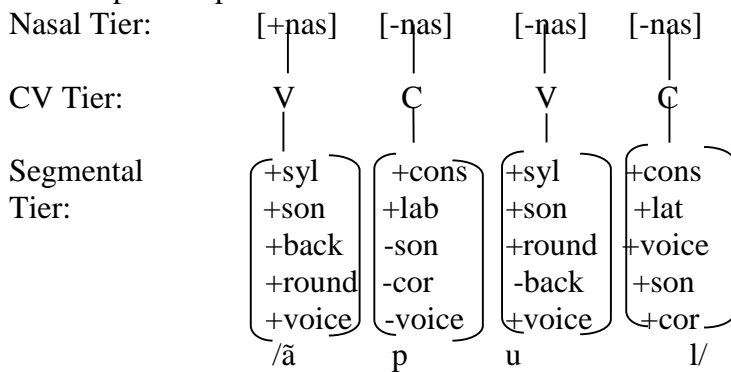 Nasal Tier: [+nas] [-nas] [-nas] [-nas]
CV Tier: V C V C
Segmental +syl +cons +syl +cons
Tier: +son +lab +son +lat
+back -son +round +voice
+round -cor -back +son
+voice -voice +voice +cor
/ã p u l/